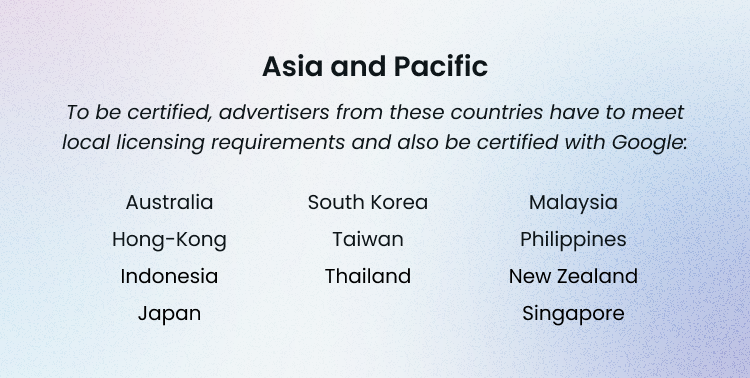 Asia and Pacific
To be certified, advertisers from these countries have to meet
local licensing requirements and also be certified with Google:
Australia
Hong-Kong
Indonesia
Japan
South Korea
Taiwan
Thailand
Malaysia
Philippines
New Zealand
Singapore